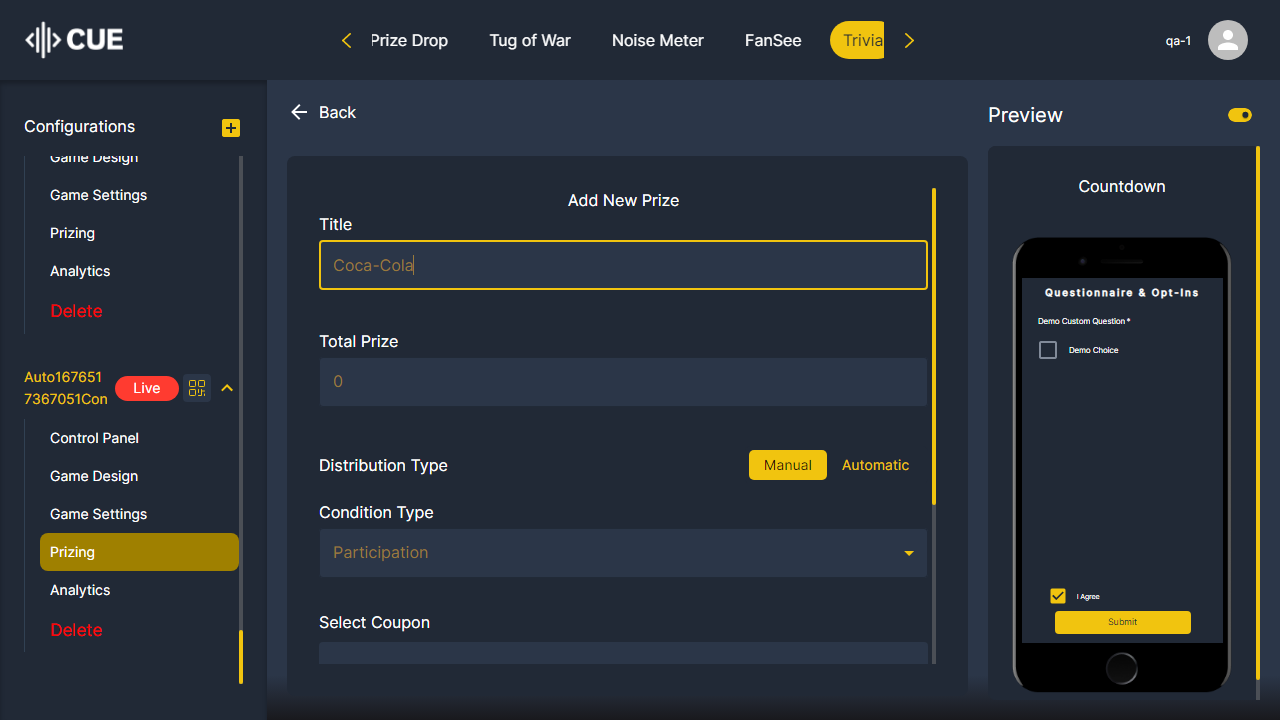 CUE
Prize Drop
Tug of War
Noise Meter
FanSee
Trivia
qa-1
Configurations
Game Design
Game Settings
Prizing
Analytics
Delete
Auto167651
7367051Con
Live
Control Panel
Game Design
Game Settings
Prizing
Analytics
Delete
Back
Add New Prize
Title
Coca-Cola
Total Prize
0
Distribution Type
Manual
Automatic
Condition Type
Participation
Select Coupon
Preview
Countdown
Questionnaire & Opt-Ins
Demo Custom Question *
Demo Choice
I Agree
Submit